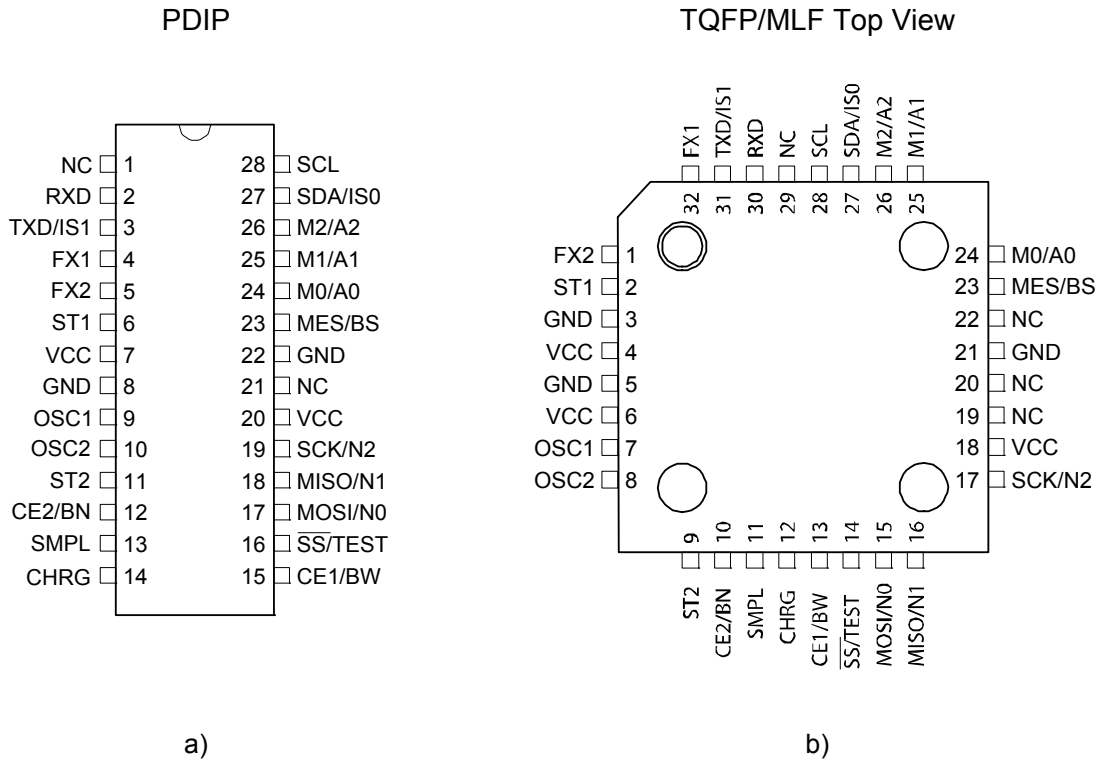 PDIP
NC 1 28 SCL
RXD 2 27 SDA/IS0
TXD/IS1 3 26 M2/A2
FX1 4 25 M1/A1
FX2 5 24 M0/A0
ST1 6 23 MES/BS
VCC 7 22 GND
GND 8 21 NC
OSC1 9 20 VCC
OSC2 10 19 SCK/N2
ST2 11 18 MISO/N1
CE2/BN 12 17 MOSI/N0
SMPL 13 16 S̅S̅/TEST
CHRG 14 15 CE1/BW
a)
TQFP/MLF Top View
FX1 TXD/IS1 RXD NC SCL SDA/IS0 M2/A2 M1/A1
32 31 30 29 28 27 26 25
FX2 1 24 M0/A0
ST1 2 23 MES/BS
GND 3 22 NC
VCC 4 21 GND
GND 5 20 NC
VCC 6 19 NC
OSC1 7 18 VCC
OSC2 8 17 SCK/N2
9 10 11 12 13 14 15 16
ST2 CE2/BN SMPL CHRG CE1/BW S̅S̅/TEST MOSI/N0 MISO/N1
b)